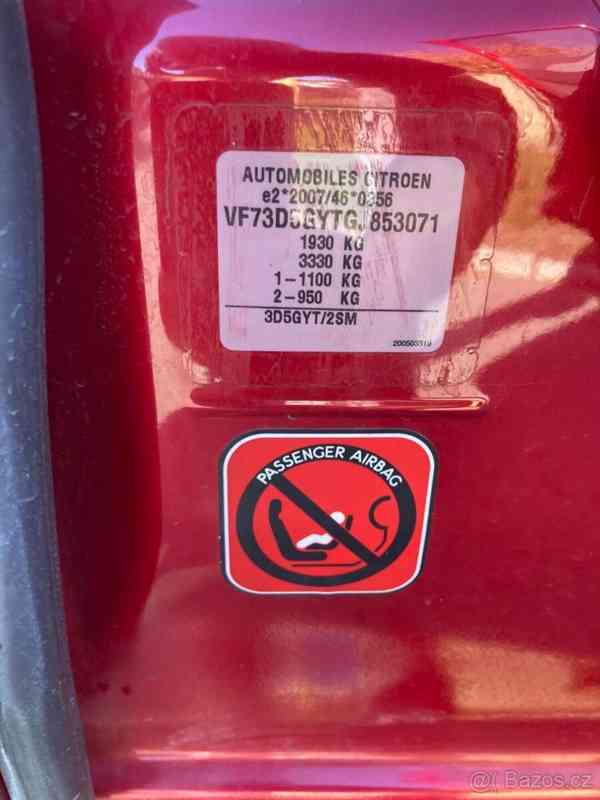 AUTOMOBILES CITROEN
e2*2007/46*0356
VF73D5GYTGJ853071
1930 KG
3330 KG
1-1100 KG
2-950 KG
3D5GYT/2SM
200503319
PASSENGER AIRBAG
@ Bazos.cz